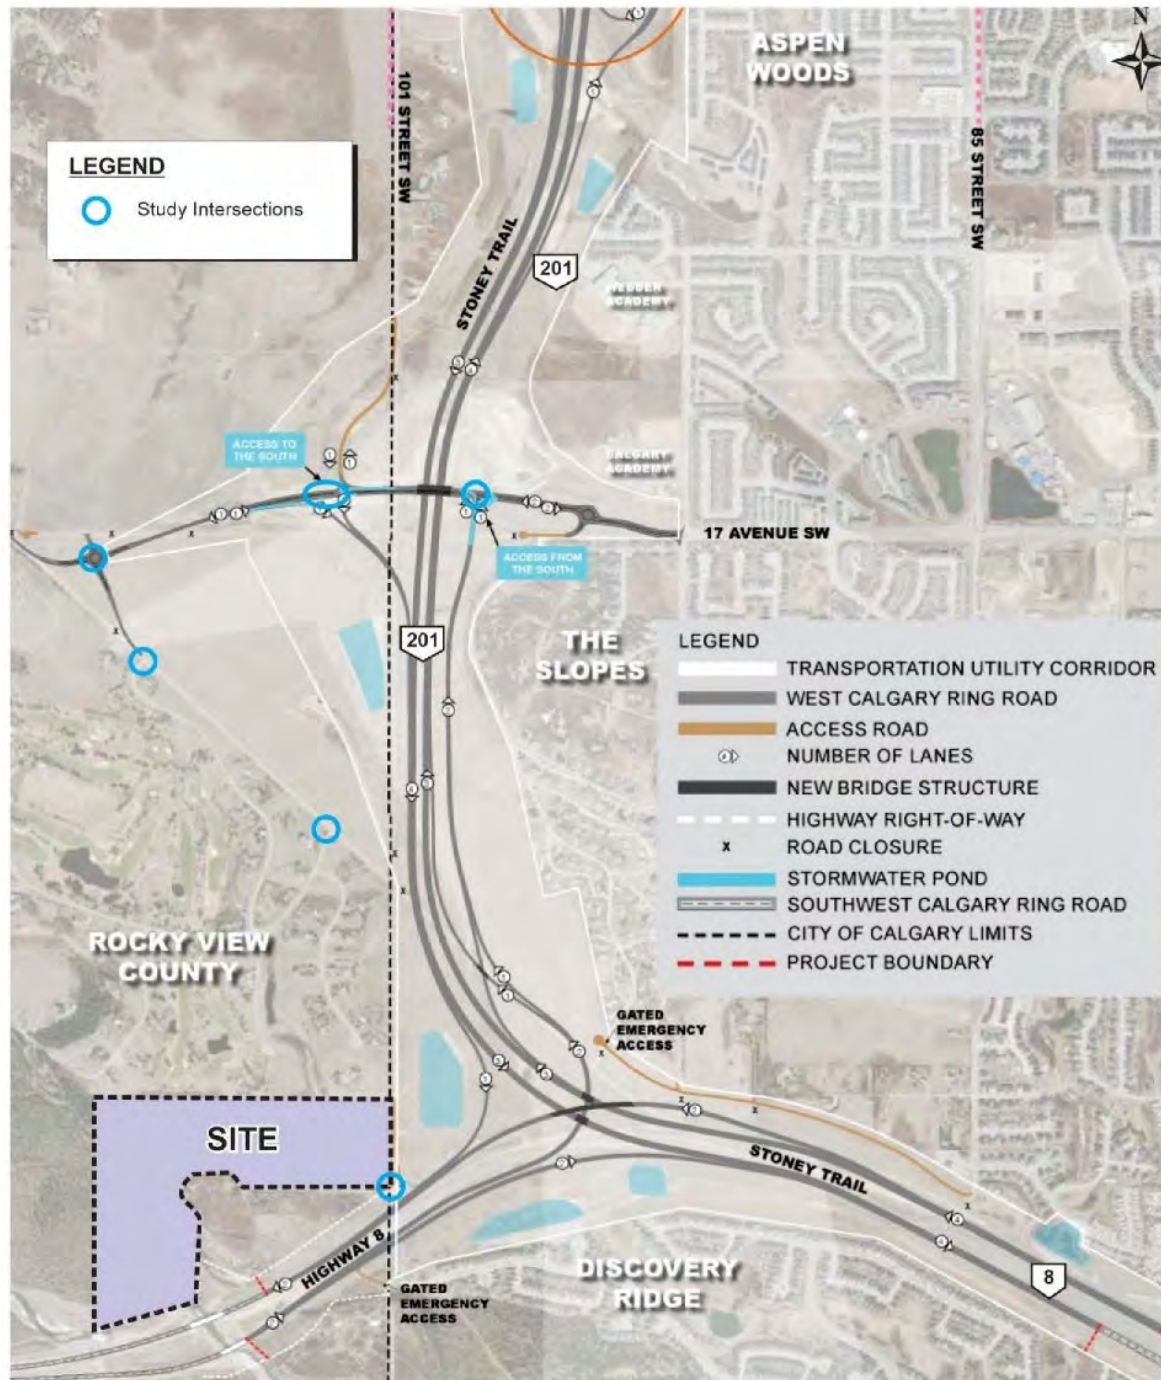 N
ASPEN
WOODS
101 STREET SW
85 STREET SW
LEGEND
Study Intersections
STONEY TRAIL
201
WEBBER
ACADEMY
ACCESS TO
THE SOUTH
CALGARY
ACADEMY
17 AVENUE SW
ACCESS FROM
THE SOUTH
201
THE
SLOPES
LEGEND
TRANSPORTATION UTILITY CORRIDOR
WEST CALGARY RING ROAD
ACCESS ROAD
NUMBER OF LANES
NEW BRIDGE STRUCTURE
HIGHWAY RIGHT-OF-WAY
x ROAD CLOSURE
STORMWATER POND
SOUTHWEST CALGARY RING ROAD
CITY OF CALGARY LIMITS
PROJECT BOUNDARY
ROCKY VIEW
COUNTY
GATED
EMERGENCY
ACCESS
SITE
STONEY TRAIL
HIGHWAY 8
DISCOVERY
RIDGE
8
GATED
EMERGENCY
ACCESS